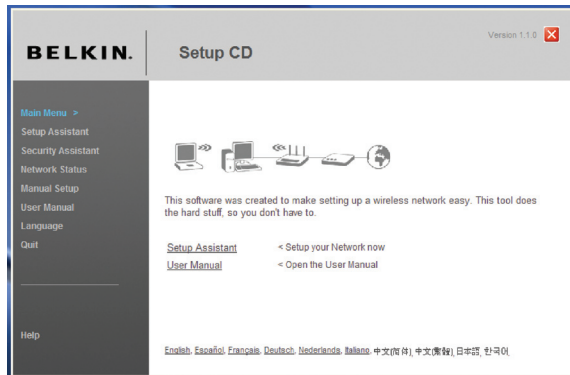 BELKIN.
Setup CD
Version 1.1.0
Main Menu >
Setup Assistant
Security Assistant
Network Status
Manual Setup
User Manual
Language
Quit
Help
This software was created to make setting up a wireless network easy. This tool does
the hard stuff, so you don't have to.
Setup Assistant < Setup your Network now
User Manual < Open the User Manual
English, Español, Français, Deutsch, Nederlands, Italiano, 中文(简体), 中文(繁體), 日本語, 한국어